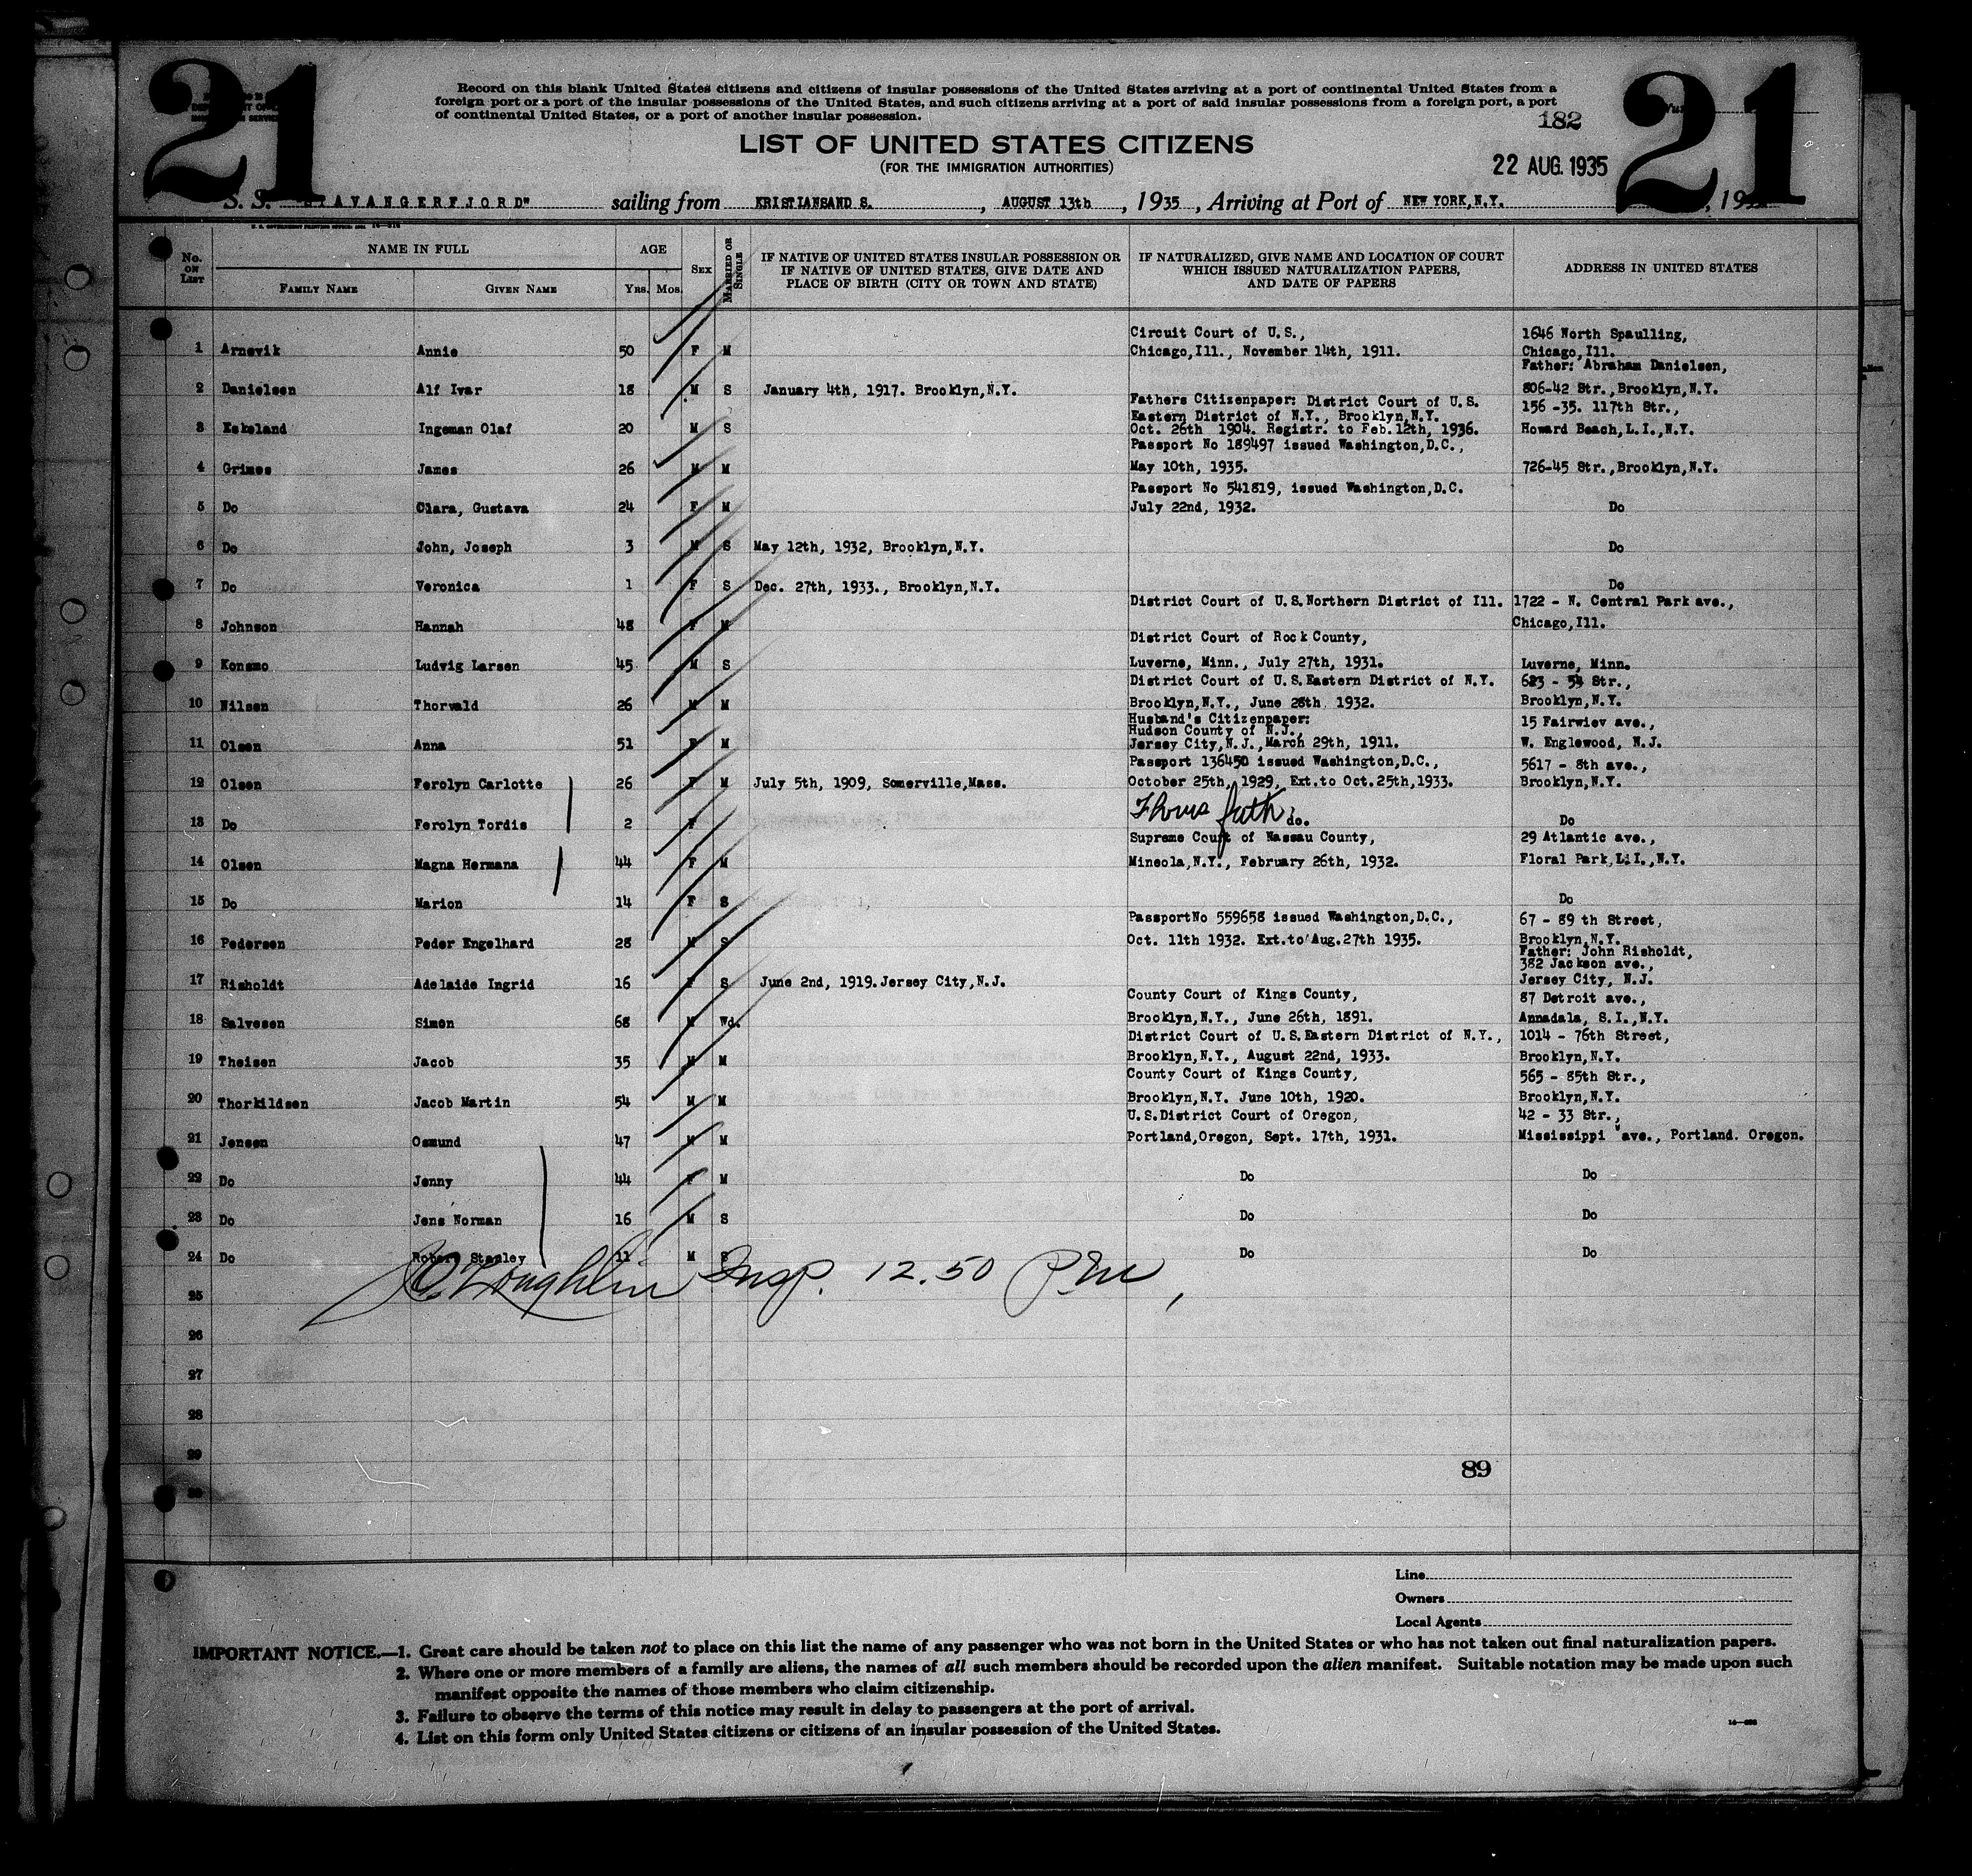 21
21
Record on this blank United States citizens and citizens of insular possessions of the United States arriving at a port of continental United States from a
foreign port or a port of the insular possessions of the United States, and such citizens arriving at a port of said insular possessions from a foreign port, a port
of continental United States, or a port of another insular possession.
182
LIST OF UNITED STATES CITIZENS
(FOR THE IMMIGRATION AUTHORITIES)
22 AUG. 1935
S. S. "STAVANGERFJORD" sailing from KRISTIANSAND S., AUGUST 13th, 1935, Arriving at Port of NEW YORK, N.Y., 19
No. ON LIST
NAME IN FULL
FAMILY NAME GIVEN NAME
AGE
YRS. MOS.
SEX
MARRIED OR SINGLE
IF NATIVE OF UNITED STATES INSULAR POSSESSION OR
IF NATIVE OF UNITED STATES, GIVE DATE AND
PLACE OF BIRTH (CITY OR TOWN AND STATE)
IF NATURALIZED, GIVE NAME AND LOCATION OF COURT
WHICH ISSUED NATURALIZATION PAPERS,
AND DATE OF PAPERS
ADDRESS IN UNITED STATES
Circuit Court of U.S., 1646 North Spaulling,
1 Arnevik Annie 50 F M Chicago,Ill., November 14th, 1911. Chicago,Ill.
Father: Abraham Danielsen,
2 Danielsen Alf Ivar 18 M S January 4th, 1917. Brooklyn,N.Y. 806-42 Str.,Brooklyn,N.Y.
Fathers Citizenpaper: District Court of U.S.
Eastern District of N.Y., Brooklyn,N.Y. 156 -35. 117th Str.,
3 Eskeland Ingeman Olaf 20 M S Oct. 26th 1904. Registr. to Feb.12th, 1936. Howard Beach,L.I.,N.Y.
Passport No 189497 issued Washington,D.C.,
4 Grimes James 26 M M May 10th, 1935. 726-45 Str.,Brooklyn,N.Y.
Passport No 541819, issued Washington,D.C.
5 Do Clara, Gustava 24 F M July 22nd, 1932. Do
6 Do John, Joseph 3 M S May 12th, 1932, Brooklyn,N.Y. Do
7 Do Veronica 1 F S Dec. 27th, 1933., Brooklyn,N.Y. Do
District Court of U.S.Northern District of Ill. 1722 - N. Central Park ave.,
8 Johnson Hannah 48 F M Chicago,Ill.
District Court of Rock County,
9 Konsmo Ludvig Larsen 45 M S Luverne, Minn., July 27th, 1931. Luverne, Minn.
District Court of U.S.Eastern District of N.Y. 623 - 54 Str.,
10 Nilsen Thorvald 26 M M Brooklyn,N.Y., June 28th, 1932. Brooklyn,N.Y.
Husband's Citizenpaper:
Hudson County of N.J., 15 Fairwiev ave.,
11 Olsen Anna 51 F M Jersey City,N.J.,March 29th, 1911. W. Englewood, N.J.
Passport 136450 issued Washington,D.C., 5617 - 8th ave.,
12 Olsen Ferolyn Carlotte 26 F M July 5th, 1909, Somerville,Mass. October 25th, 1929, Ext.to Oct.25th,1933. Brooklyn,N.Y.
13 Do Ferolyn Tordis 2 F do. Do
Supreme Court of Nassau County, 29 Atlantic ave.,
14 Olsen Magna Hermana 44 F M Mineola,N.Y., February 26th, 1932. Floral Park,L.I.,N.Y.
15 Do Marion 14 F S Do
PassportNo 559658 issued Washington,D.C., 67 - 89 th Street,
16 Pedersen Peder Engelhard 28 M S Oct. 11th 1932. Ext.to Aug.27th 1935. Brooklyn,N.Y.
Father: John Risholdt,
382 Jackson ave.,
17 Risholdt Adelaide Ingrid 16 F S June 2nd, 1919.Jersey City,N.J. Jersey City, N.J.
County Court of Kings County, 87 Detroit ave.,
18 Salvesen Simon 68 M Wd. Brooklyn,N.Y., June 26th, 1891. Annadala, S.I.,N.Y.
District Court of U.S.Eastern District of N.Y., 1014 - 76th Street,
19 Theisen Jacob 35 M M Brooklyn,N.Y., August 22nd, 1933. Brooklyn,N.Y.
County Court of Kings County, 565 - 85th Str.,
20 Thorkildsen Jacob Martin 54 M M Brooklyn,N.Y. June 10th, 1920. Brooklyn,N.Y.
U.S.District Court of Oregon, 42 - 33 Str.,
21 Jensen Osmund 47 M M Portland,Oregon, Sept. 17th, 1931. Mississippi ave., Portland. Oregon.
22 Do Jenny 44 F M Do Do
23 Do Jens Norman 16 M S Do Do
24 Do Robert Stanley 11 M S Do Do
O'Loughlin Insp. 12.50 P.M.
25
26
27
28
29
89
30
Line
Owners
Local Agents
IMPORTANT NOTICE.—1. Great care should be taken not to place on this list the name of any passenger who was not born in the United States or who has not taken out final naturalization papers.
2. Where one or more members of a family are aliens, the names of all such members should be recorded upon the alien manifest. Suitable notation may be made upon such
manifest opposite the names of those members who claim citizenship.
3. Failure to observe the terms of this notice may result in delay to passengers at the port of arrival.
4. List on this form only United States citizens or citizens of an insular possession of the United States.